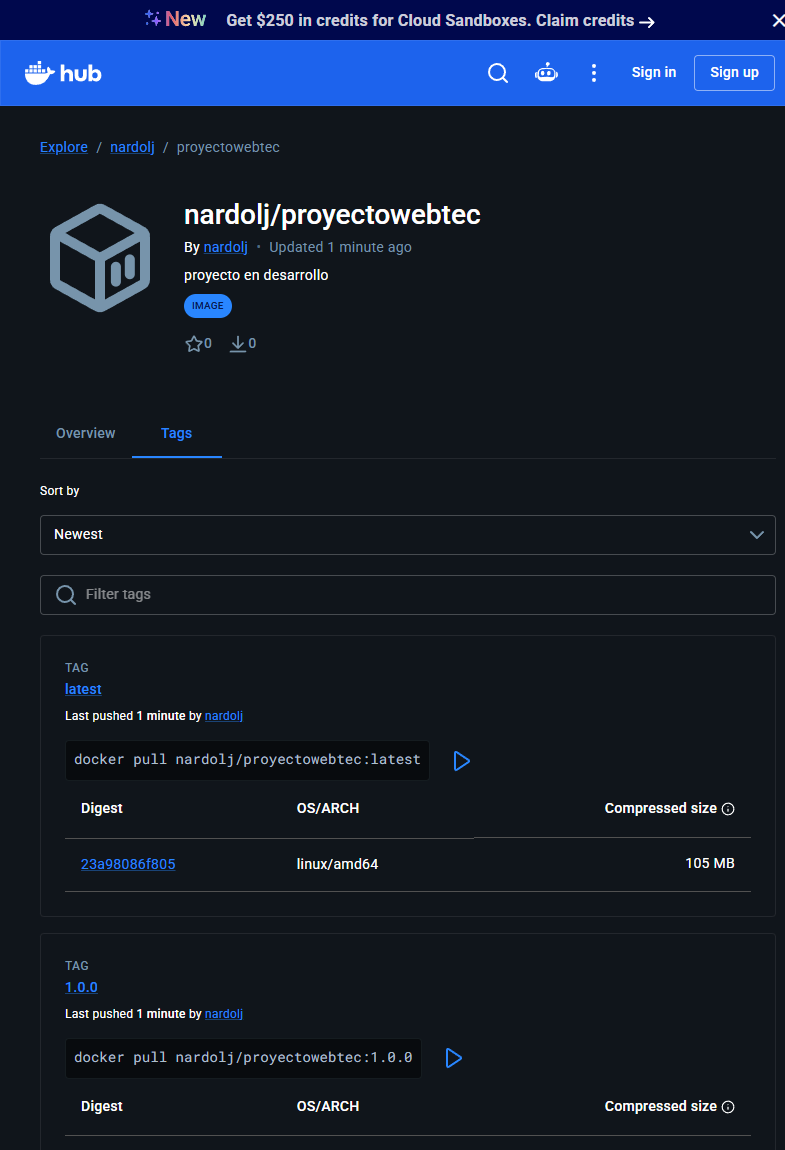 New Get $250 in credits for Cloud Sandboxes. Claim credits →
hub Sign in Sign up
Explore / nardolj / proyectowebtec
nardolj/proyectowebtec
By nardolj • Updated 1 minute ago
proyecto en desarrollo
IMAGE
0 0
Overview Tags
Sort by
Newest
Filter tags
TAG
latest
Last pushed 1 minute by nardolj
docker pull nardolj/proyectowebtec:latest
Digest OS/ARCH Compressed size
23a98086f805 linux/amd64 105 MB
TAG
1.0.0
Last pushed 1 minute by nardolj
docker pull nardolj/proyectowebtec:1.0.0
Digest OS/ARCH Compressed size